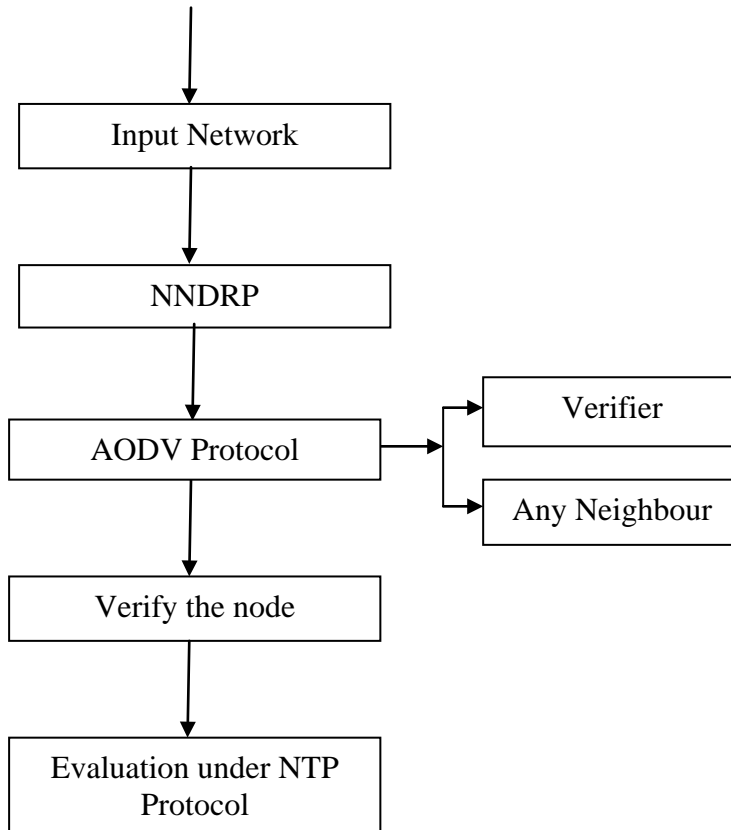 Input Network
NNDRP
AODV Protocol
Verifier
Any Neighbour
Verify the node
Evaluation under NTP
Protocol